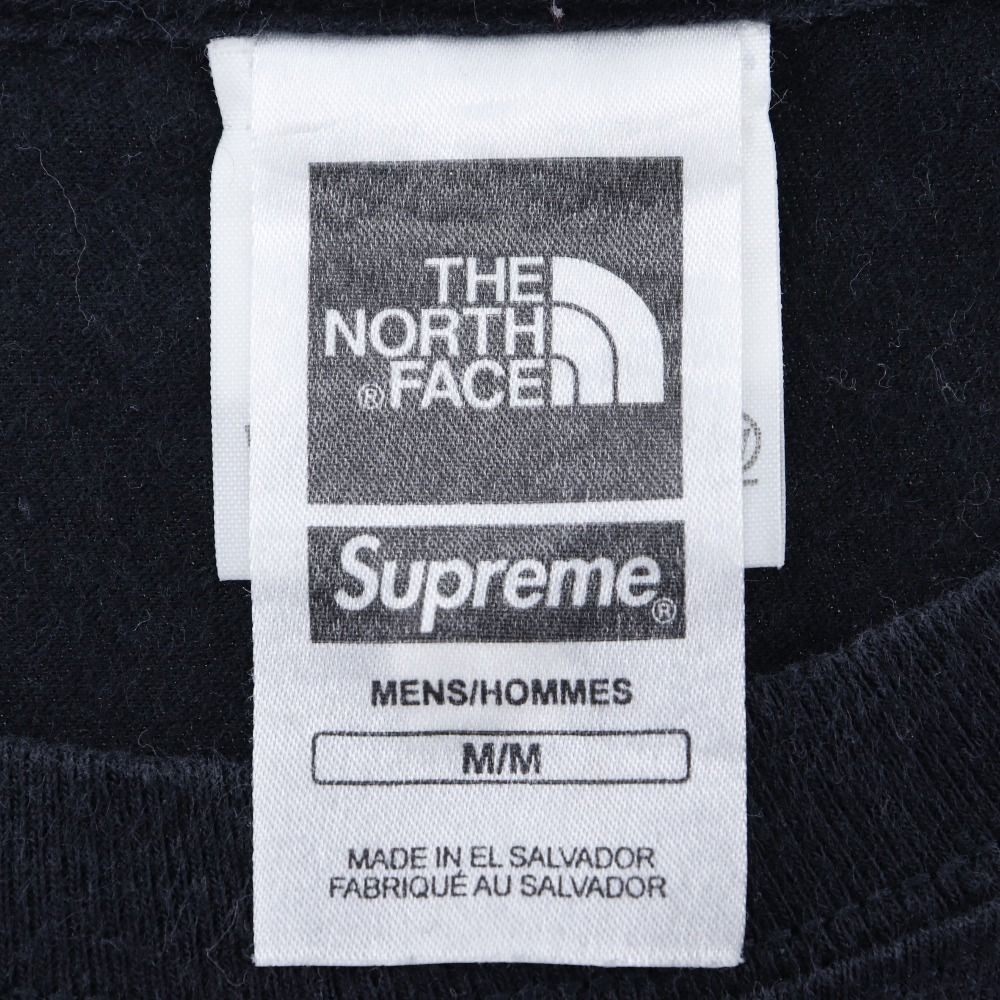 THE
NORTH
®FACE
Supreme®
MENS/HOMMES
M/M
MADE IN EL SALVADOR
FABRIQUÉ AU SALVADOR